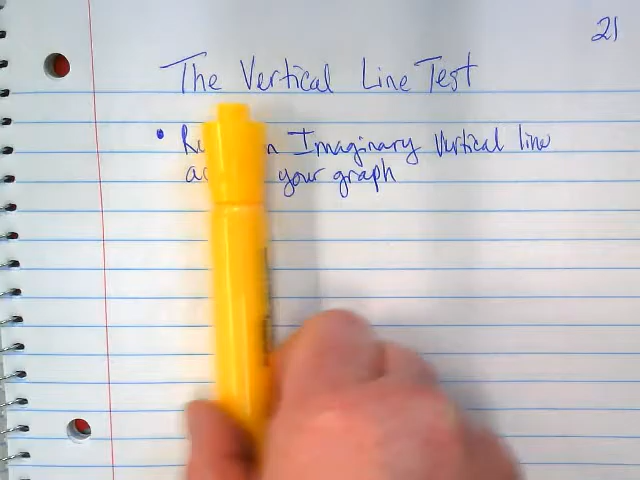 21
The Vertical Line Test
• n Imaginary Vertical line
your graph